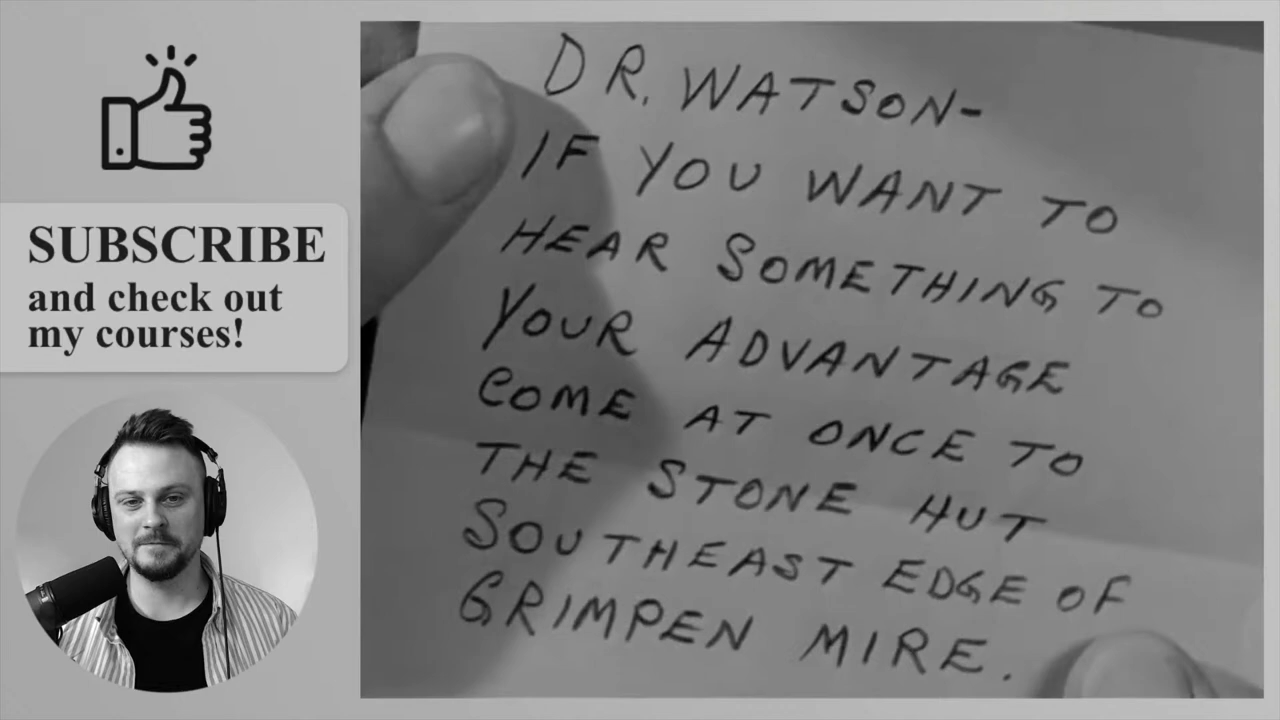 SUBSCRIBE
and check out
my courses!
DR. WATSON-
IF YOU WANT TO
HEAR SOMETHING TO
YOUR ADVANTAGE
COME AT ONCE TO
THE STONE HUT
SOUTHEAST EDGE OF
GRIMPEN MIRE.